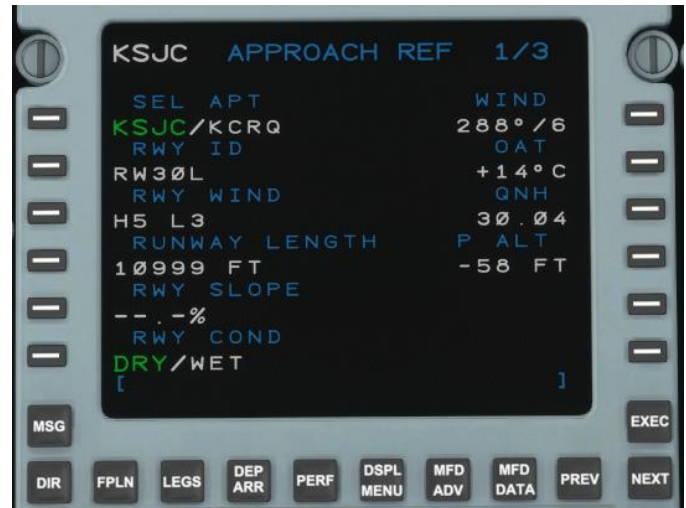 KSJC APPROACH REF 1/3
SEL APT WIND
KSJC/KCRQ 288°/6
RWY ID OAT
RW30L +14°C
RWY WIND QNH
H5 L3 30.04
RUNWAY LENGTH P ALT
10999 FT -58 FT
RWY SLOPE
--.-%
RWY COND
DRY/WET
[ ]
MSG EXEC
DIR FPLN LEGS DEP ARR PERF DSPL MENU MFD ADV MFD DATA PREV NEXT